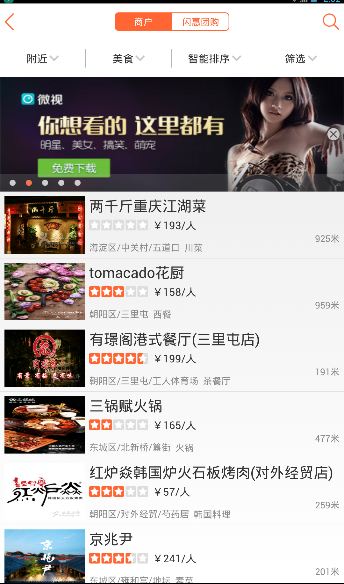 商户 闪惠团购
附近 美食 智能排序 筛选
微视
你想看的 这里都有
明星、美女、搞笑、萌宠
免费下载
两千斤重庆江湖菜
￥193/人
海淀区/中关村/五道口 川菜 925米
tomacado花厨
￥158/人
朝阳区/三里屯 西餐 959米
有璟阁港式餐厅(三里屯店)
￥199/人
朝阳区/三里屯/工人体育场 茶餐厅 191米
三锅赋火锅
￥165/人
东城区/北新桥/簋街 火锅 477米
红炉焱韩国炉火石板烤肉(对外经贸店)
￥57/人
朝阳区/对外经贸/芍药居 韩国料理 259米
京兆尹
京兆尹
￥241/人
东城区/雍和宫/地坛 素菜 201米